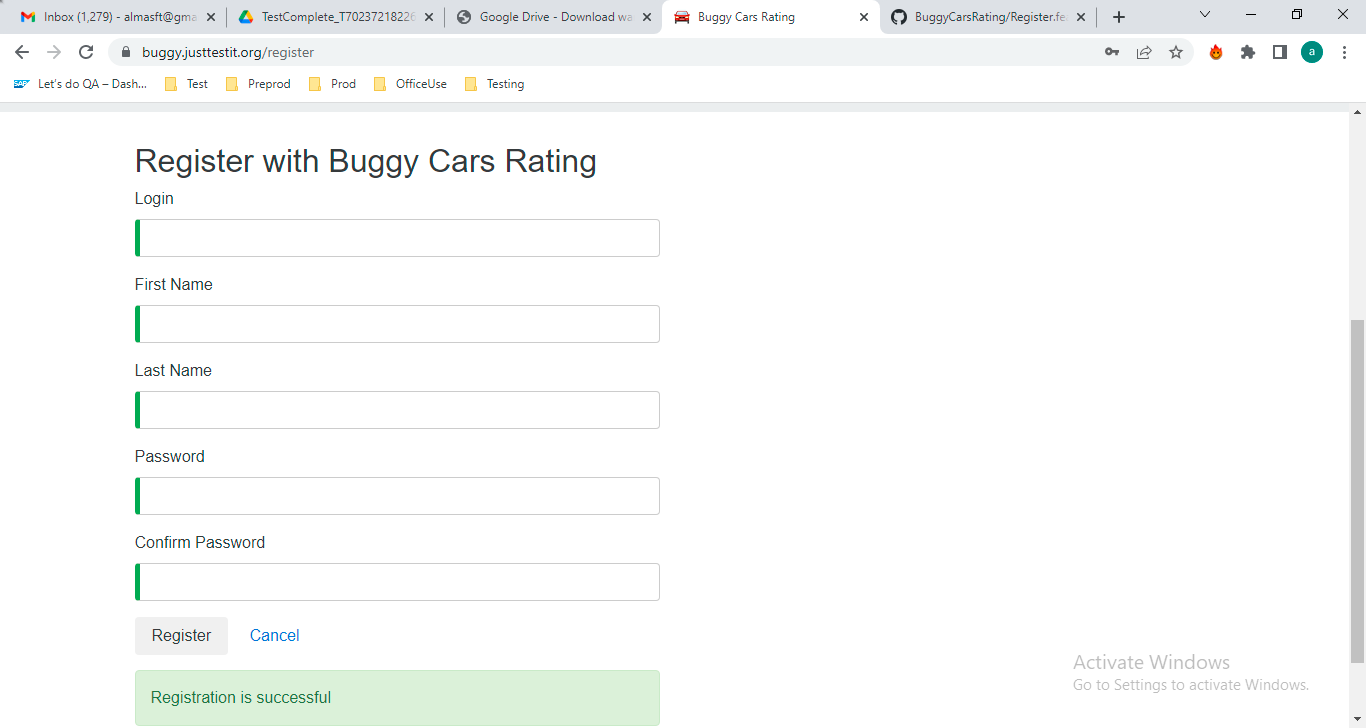 Inbox (1,279) - almasft@gma
TestComplete_T70237218226
Google Drive - Download wa
Buggy Cars Rating
BuggyCarsRating/Register.fe
buggy.justtestit.org/register
a
SAP
Let's do QA – Dash...
Test
Preprod
Prod
OfficeUse
Testing
Register with Buggy Cars Rating
Login
First Name
Last Name
Password
Confirm Password
Register
Cancel
Registration is successful
Activate Windows
Go to Settings to activate Windows.